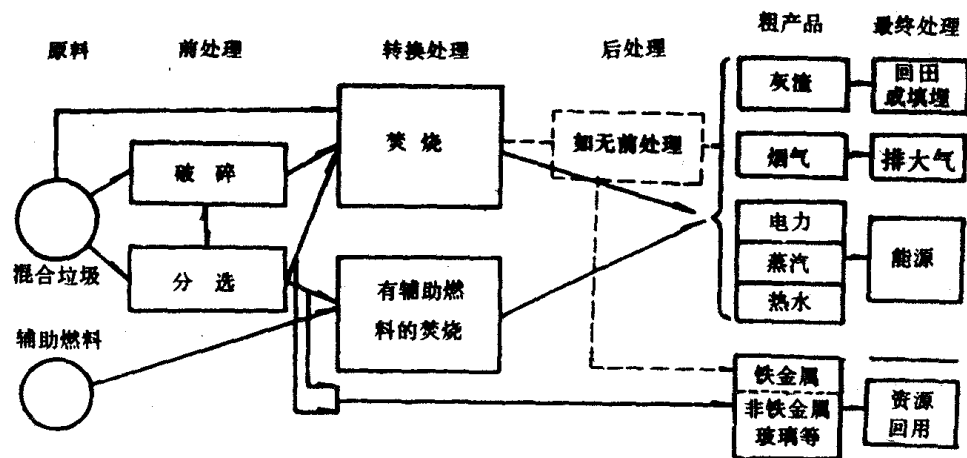 原料
前处理
转换处理
后处理
粗产品
最终处理
混合垃圾
辅助燃料
破碎
分选
焚烧
有辅助燃
料的焚烧
如无前处理
灰渣
烟气
电力
蒸汽
热水
铁金属
非铁金属
玻璃等
回田
或填埋
排大气
能源
资源
回用